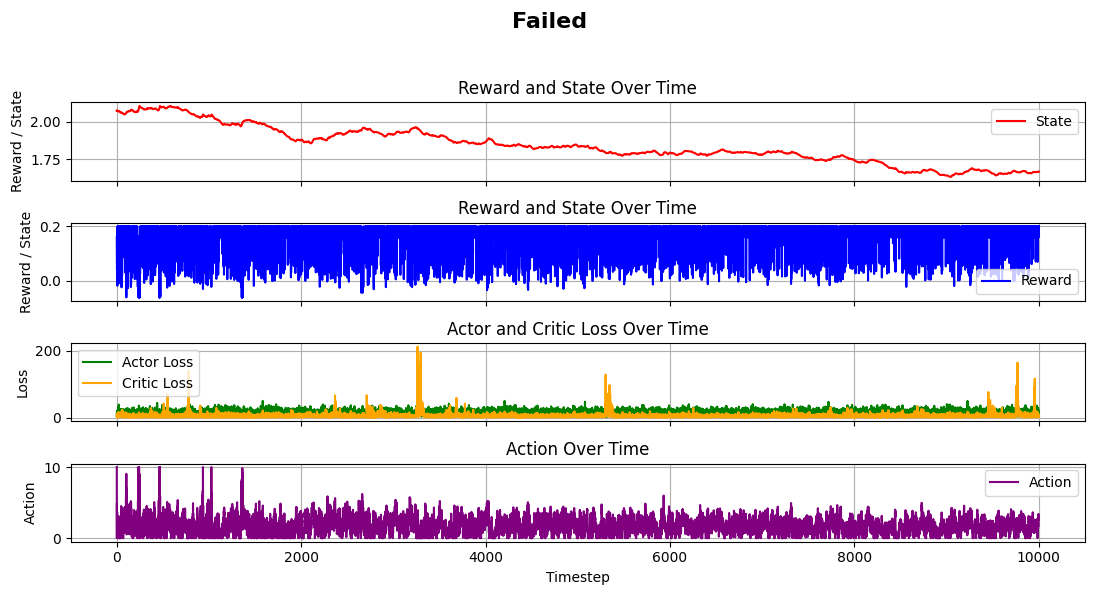 Failed
Reward and State Over Time
Reward / State
2.00
1.75
State
Reward and State Over Time
Reward / State
0.2
0.0
Reward
Actor and Critic Loss Over Time
Loss
200
0
Actor Loss
Critic Loss
Action Over Time
Action
10
0
Action
0 2000 4000 6000 8000 10000
Timestep